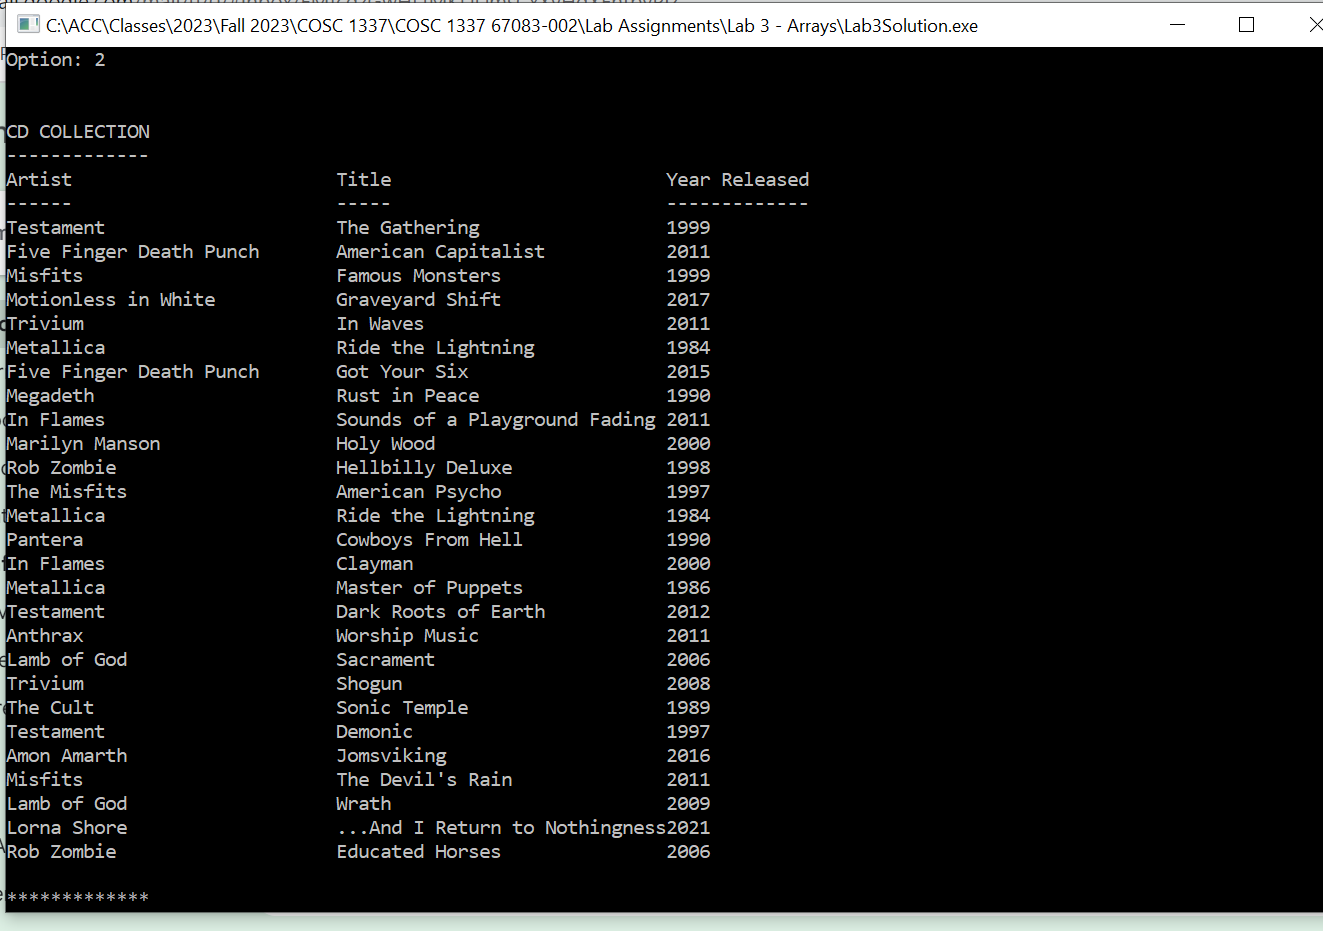 C:\ACC\Classes\2023\Fall 2023\COSC 1337\COSC 1337 67083-002\Lab Assignments\Lab 3 - Arrays\Lab3Solution.exe
Option: 2
CD COLLECTION
-------------
Artist Title Year Released
------ ----- -------------
Testament The Gathering 1999
Five Finger Death Punch American Capitalist 2011
Misfits Famous Monsters 1999
Motionless in White Graveyard Shift 2017
Trivium In Waves 2011
Metallica Ride the Lightning 1984
Five Finger Death Punch Got Your Six 2015
Megadeth Rust in Peace 1990
In Flames Sounds of a Playground Fading 2011
Marilyn Manson Holy Wood 2000
Rob Zombie Hellbilly Deluxe 1998
The Misfits American Psycho 1997
Metallica Ride the Lightning 1984
Pantera Cowboys From Hell 1990
In Flames Clayman 2000
Metallica Master of Puppets 1986
Testament Dark Roots of Earth 2012
Anthrax Worship Music 2011
Lamb of God Sacrament 2006
Trivium Shogun 2008
The Cult Sonic Temple 1989
Testament Demonic 1997
Amon Amarth Jomsviking 2016
Misfits The Devil's Rain 2011
Lamb of God Wrath 2009
Lorna Shore ...And I Return to Nothingness2021
Rob Zombie Educated Horses 2006
*************